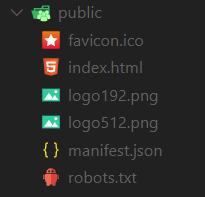 public
favicon.ico
index.html
logo192.png
logo512.png
manifest.json
robots.txt